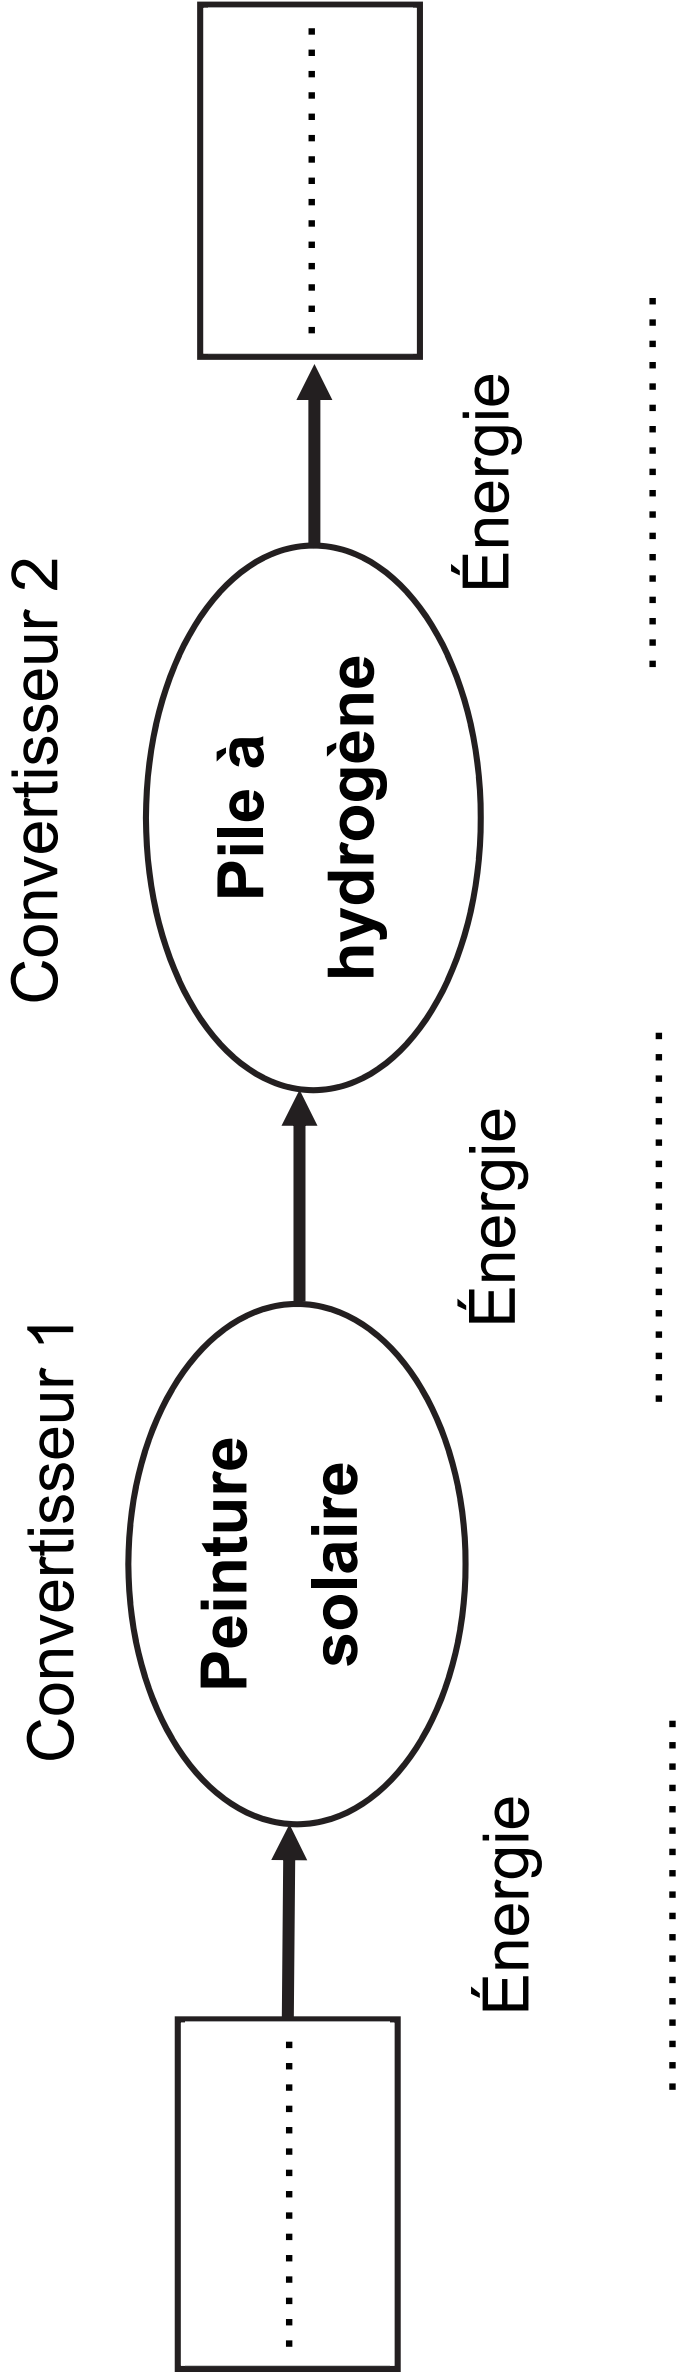 Convertisseur 1
Convertisseur 2
....................
Peinture
solaire
Pile à
hydrogène
....................
Énergie
Énergie
Énergie
....................
....................
....................